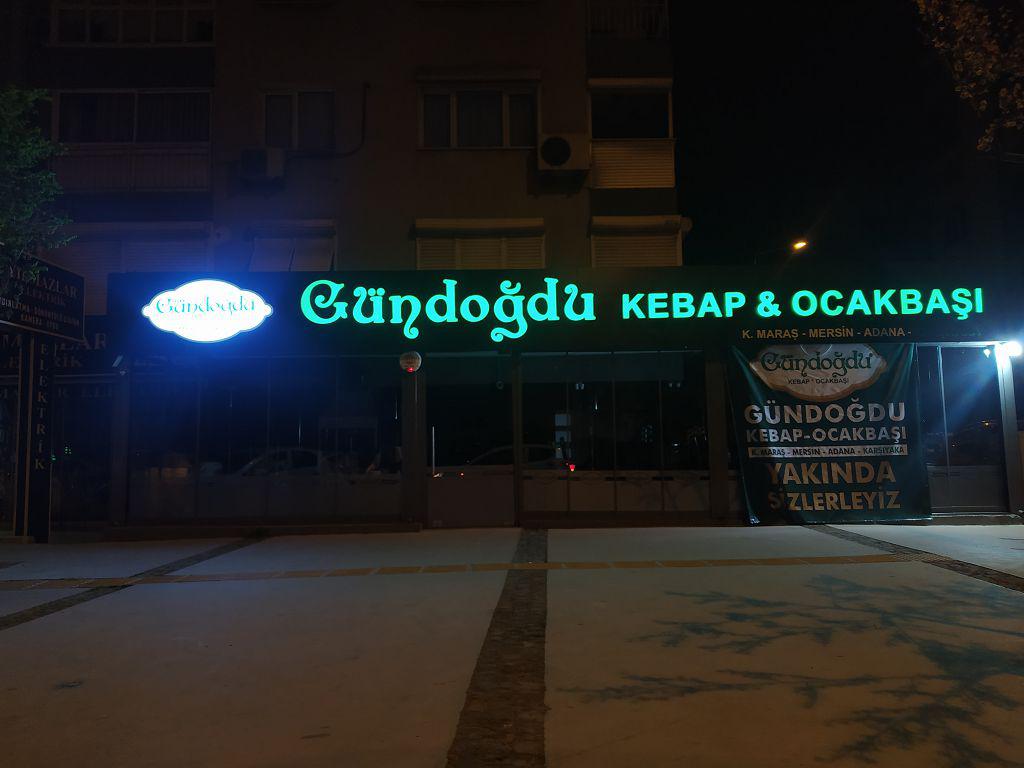 Gündoğdu
Gündoğdu KEBAP & OCAKBAŞI
K. MARAŞ - MERSİN - ADANA -
Gündoğdu
KEBAP * OCAKBAŞI
GÜNDOĞDU
KEBAP-OCAKBAŞI
K. MARAŞ - MERSİN - ADANA - KARŞIYAKA
YAKINDA
SİZLERLEYİZ
ELEKTRİK
ELEKTRİK